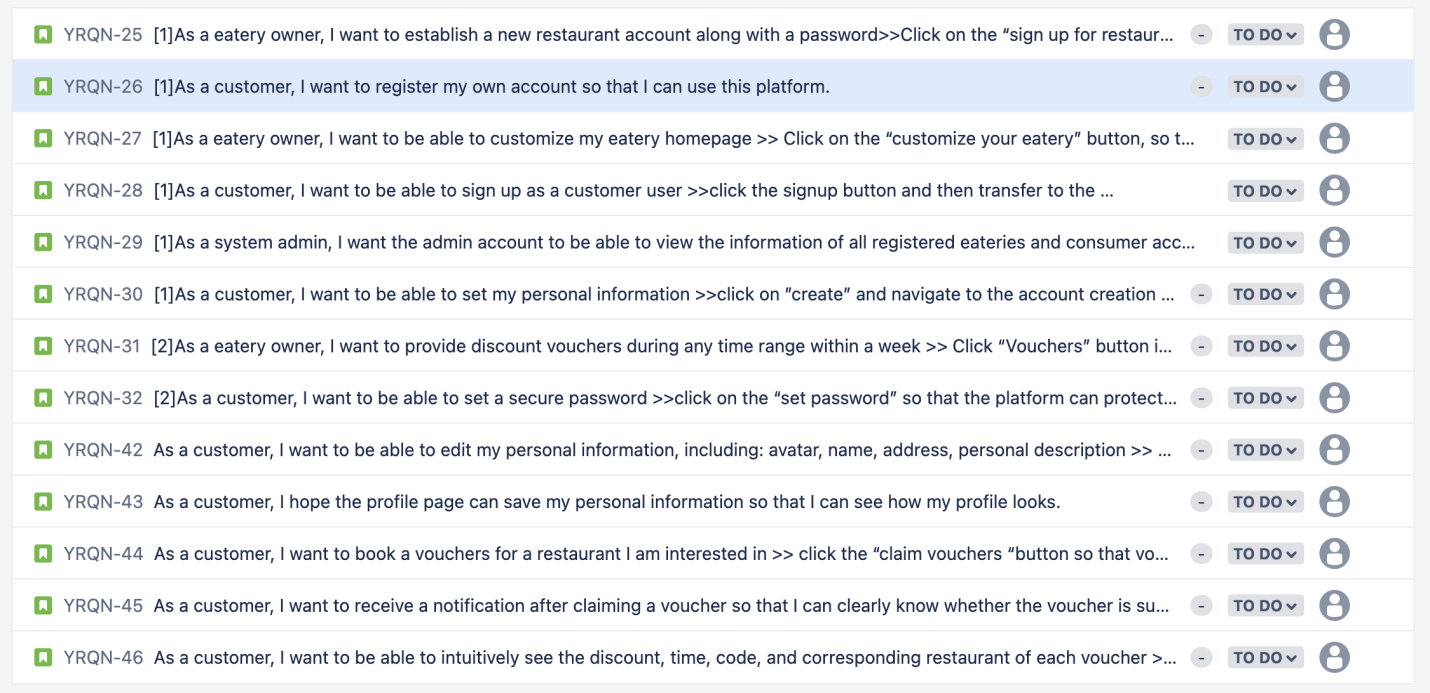 YRQN-25 [1]As a eatery owner, I want to establish a new restaurant account along with a password>>Click on the “sign up for restaur... - TO DO
YRQN-26 [1]As a customer, I want to register my own account so that I can use this platform. - TO DO
YRQN-27 [1]As a eatery owner, I want to be able to customize my eatery homepage >> Click on the “customize your eatery” button, so t... TO DO
YRQN-28 [1]As a customer, I want to be able to sign up as a customer user >>click the signup button and then transfer to the ... TO DO
YRQN-29 [1]As a system admin, I want the admin account to be able to view the information of all registered eateries and consumer acc... TO DO
YRQN-30 [1]As a customer, I want to be able to set my personal information >>click on ”create” and navigate to the account creation ... - TO DO
YRQN-31 [2]As a eatery owner, I want to provide discount vouchers during any time range within a week >> Click “Vouchers” button i... - TO DO
YRQN-32 [2]As a customer, I want to be able to set a secure password >>click on the “set password” so that the platform can protect... - TO DO
YRQN-42 As a customer, I want to be able to edit my personal information, including: avatar, name, address, personal description >> ... - TO DO
YRQN-43 As a customer, I hope the profile page can save my personal information so that I can see how my profile looks. - TO DO
YRQN-44 As a customer, I want to book a vouchers for a restaurant I am interested in >> click the “claim vouchers “button so that vo... - TO DO
YRQN-45 As a customer, I want to receive a notification after claiming a voucher so that I can clearly know whether the voucher is su... - TO DO
YRQN-46 As a customer, I want to be able to intuitively see the discount, time, code, and corresponding restaurant of each voucher >... - TO DO